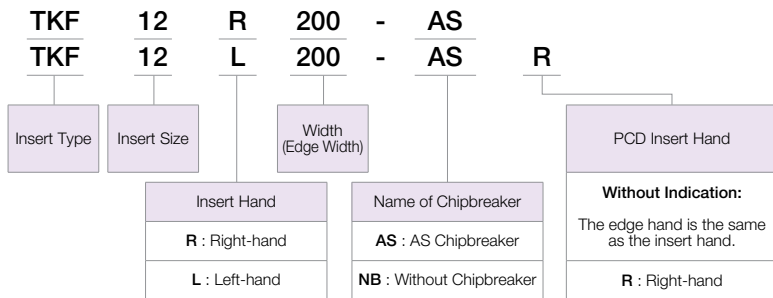 TKF 12 R 200 - AS
TKF 12 L 200 - AS R
Insert Type
Insert Size
Width
(Edge Width)
PCD Insert Hand
Without Indication:
The edge hand is the same
as the insert hand.
R : Right-hand
Insert Hand
R : Right-hand
L : Left-hand
Name of Chipbreaker
AS : AS Chipbreaker
NB : Without Chipbreaker